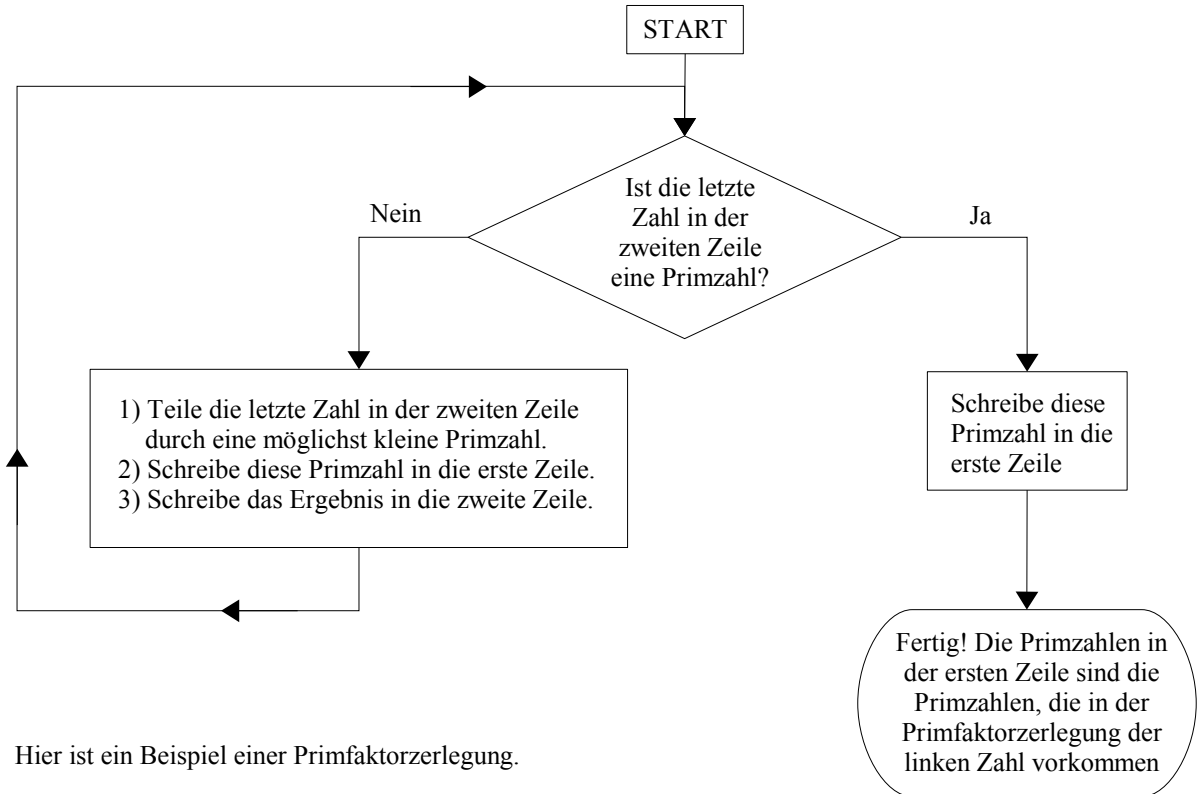 START
Ist die letzte
Zahl in der
zweiten Zeile
eine Primzahl?
Nein
Ja
1) Teile die letzte Zahl in der zweiten Zeile
durch eine möglichst kleine Primzahl.
2) Schreibe diese Primzahl in die erste Zeile.
3) Schreibe das Ergebnis in die zweite Zeile.
Schreibe diese
Primzahl in die
erste Zeile
Fertig! Die Primzahlen in
der ersten Zeile sind die
Primzahlen, die in der
Primfaktorzerlegung der
linken Zahl vorkommen
Hier ist ein Beispiel einer Primfaktorzerlegung.